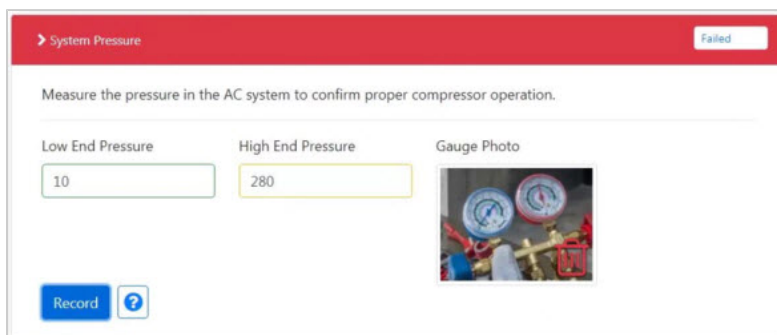 System Pressure
Failed
Measure the pressure in the AC system to confirm proper compressor operation.
Low End Pressure
High End Pressure
Gauge Photo
10
280
Record
?